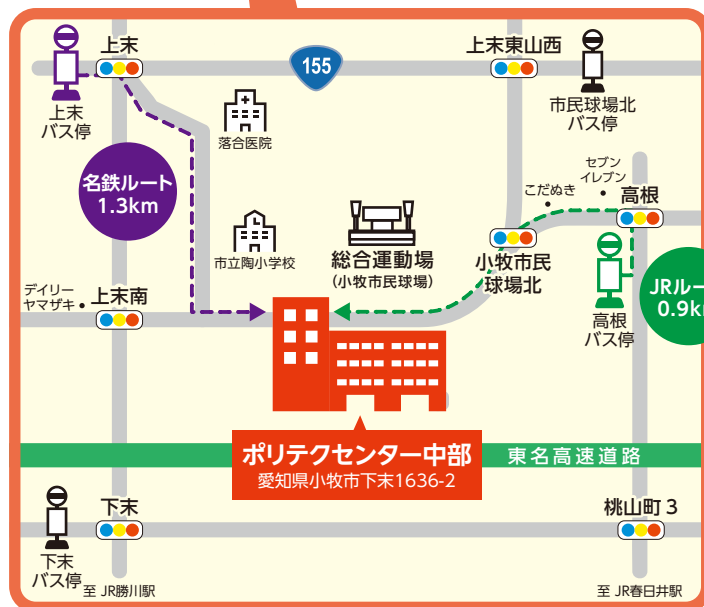 上末
155
上末東山西
上末
バス停
落合医院
市民球場北
バス停
名鉄ルート
1.3km
セブン
イレブン
こだぬき
高根
市立陶小学校
総合運動場
(小牧市民球場)
小牧市民
球場北
デイリー
ヤマザキ
上末南
高根
バス停
JRルー
0.9k
ポリテクセンター中部
愛知県小牧市下末1636-2
東名高速道路
下末
桃山町3
下末
バス停
至 JR勝川駅
至 JR春日井駅